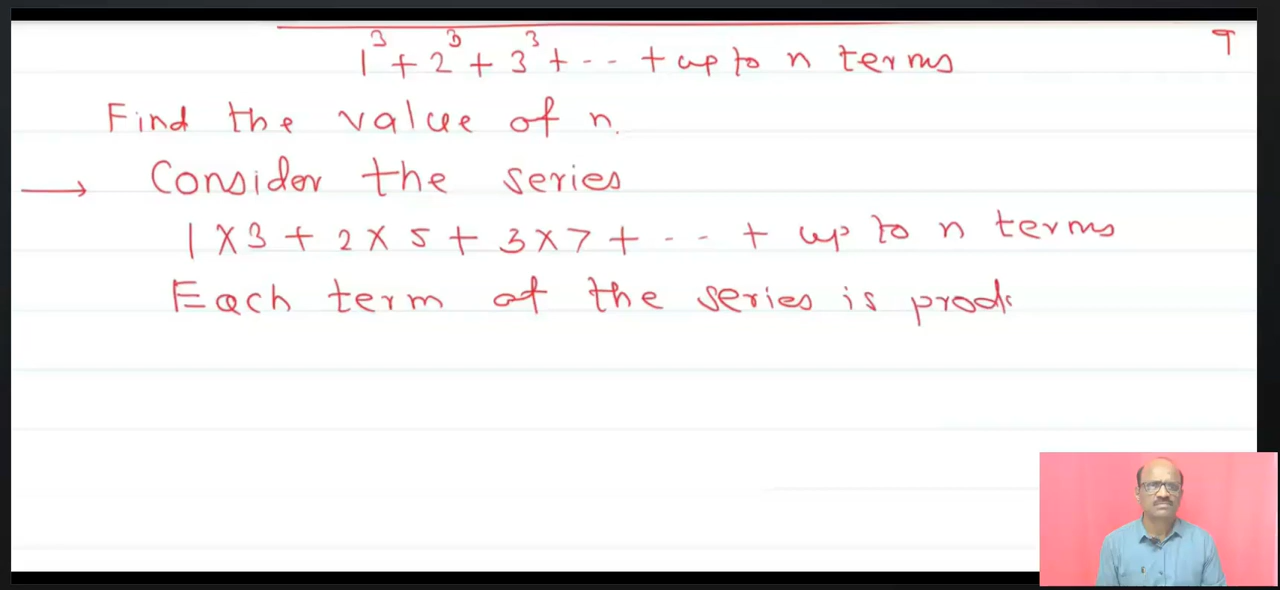 1³ + 2³ + 3³ + - - + up to n terms
Find the value of n.
→ Consider the series
1 X 3 + 2 X 5 + 3 X 7 + - - + up to n terms
Each term of the series is prod